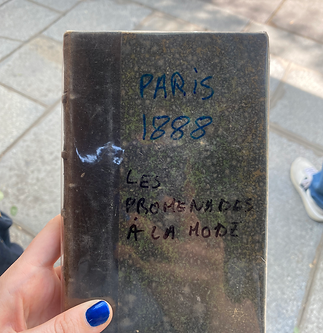 PARIS
1888
LES
PROMENADES
À LA MODE